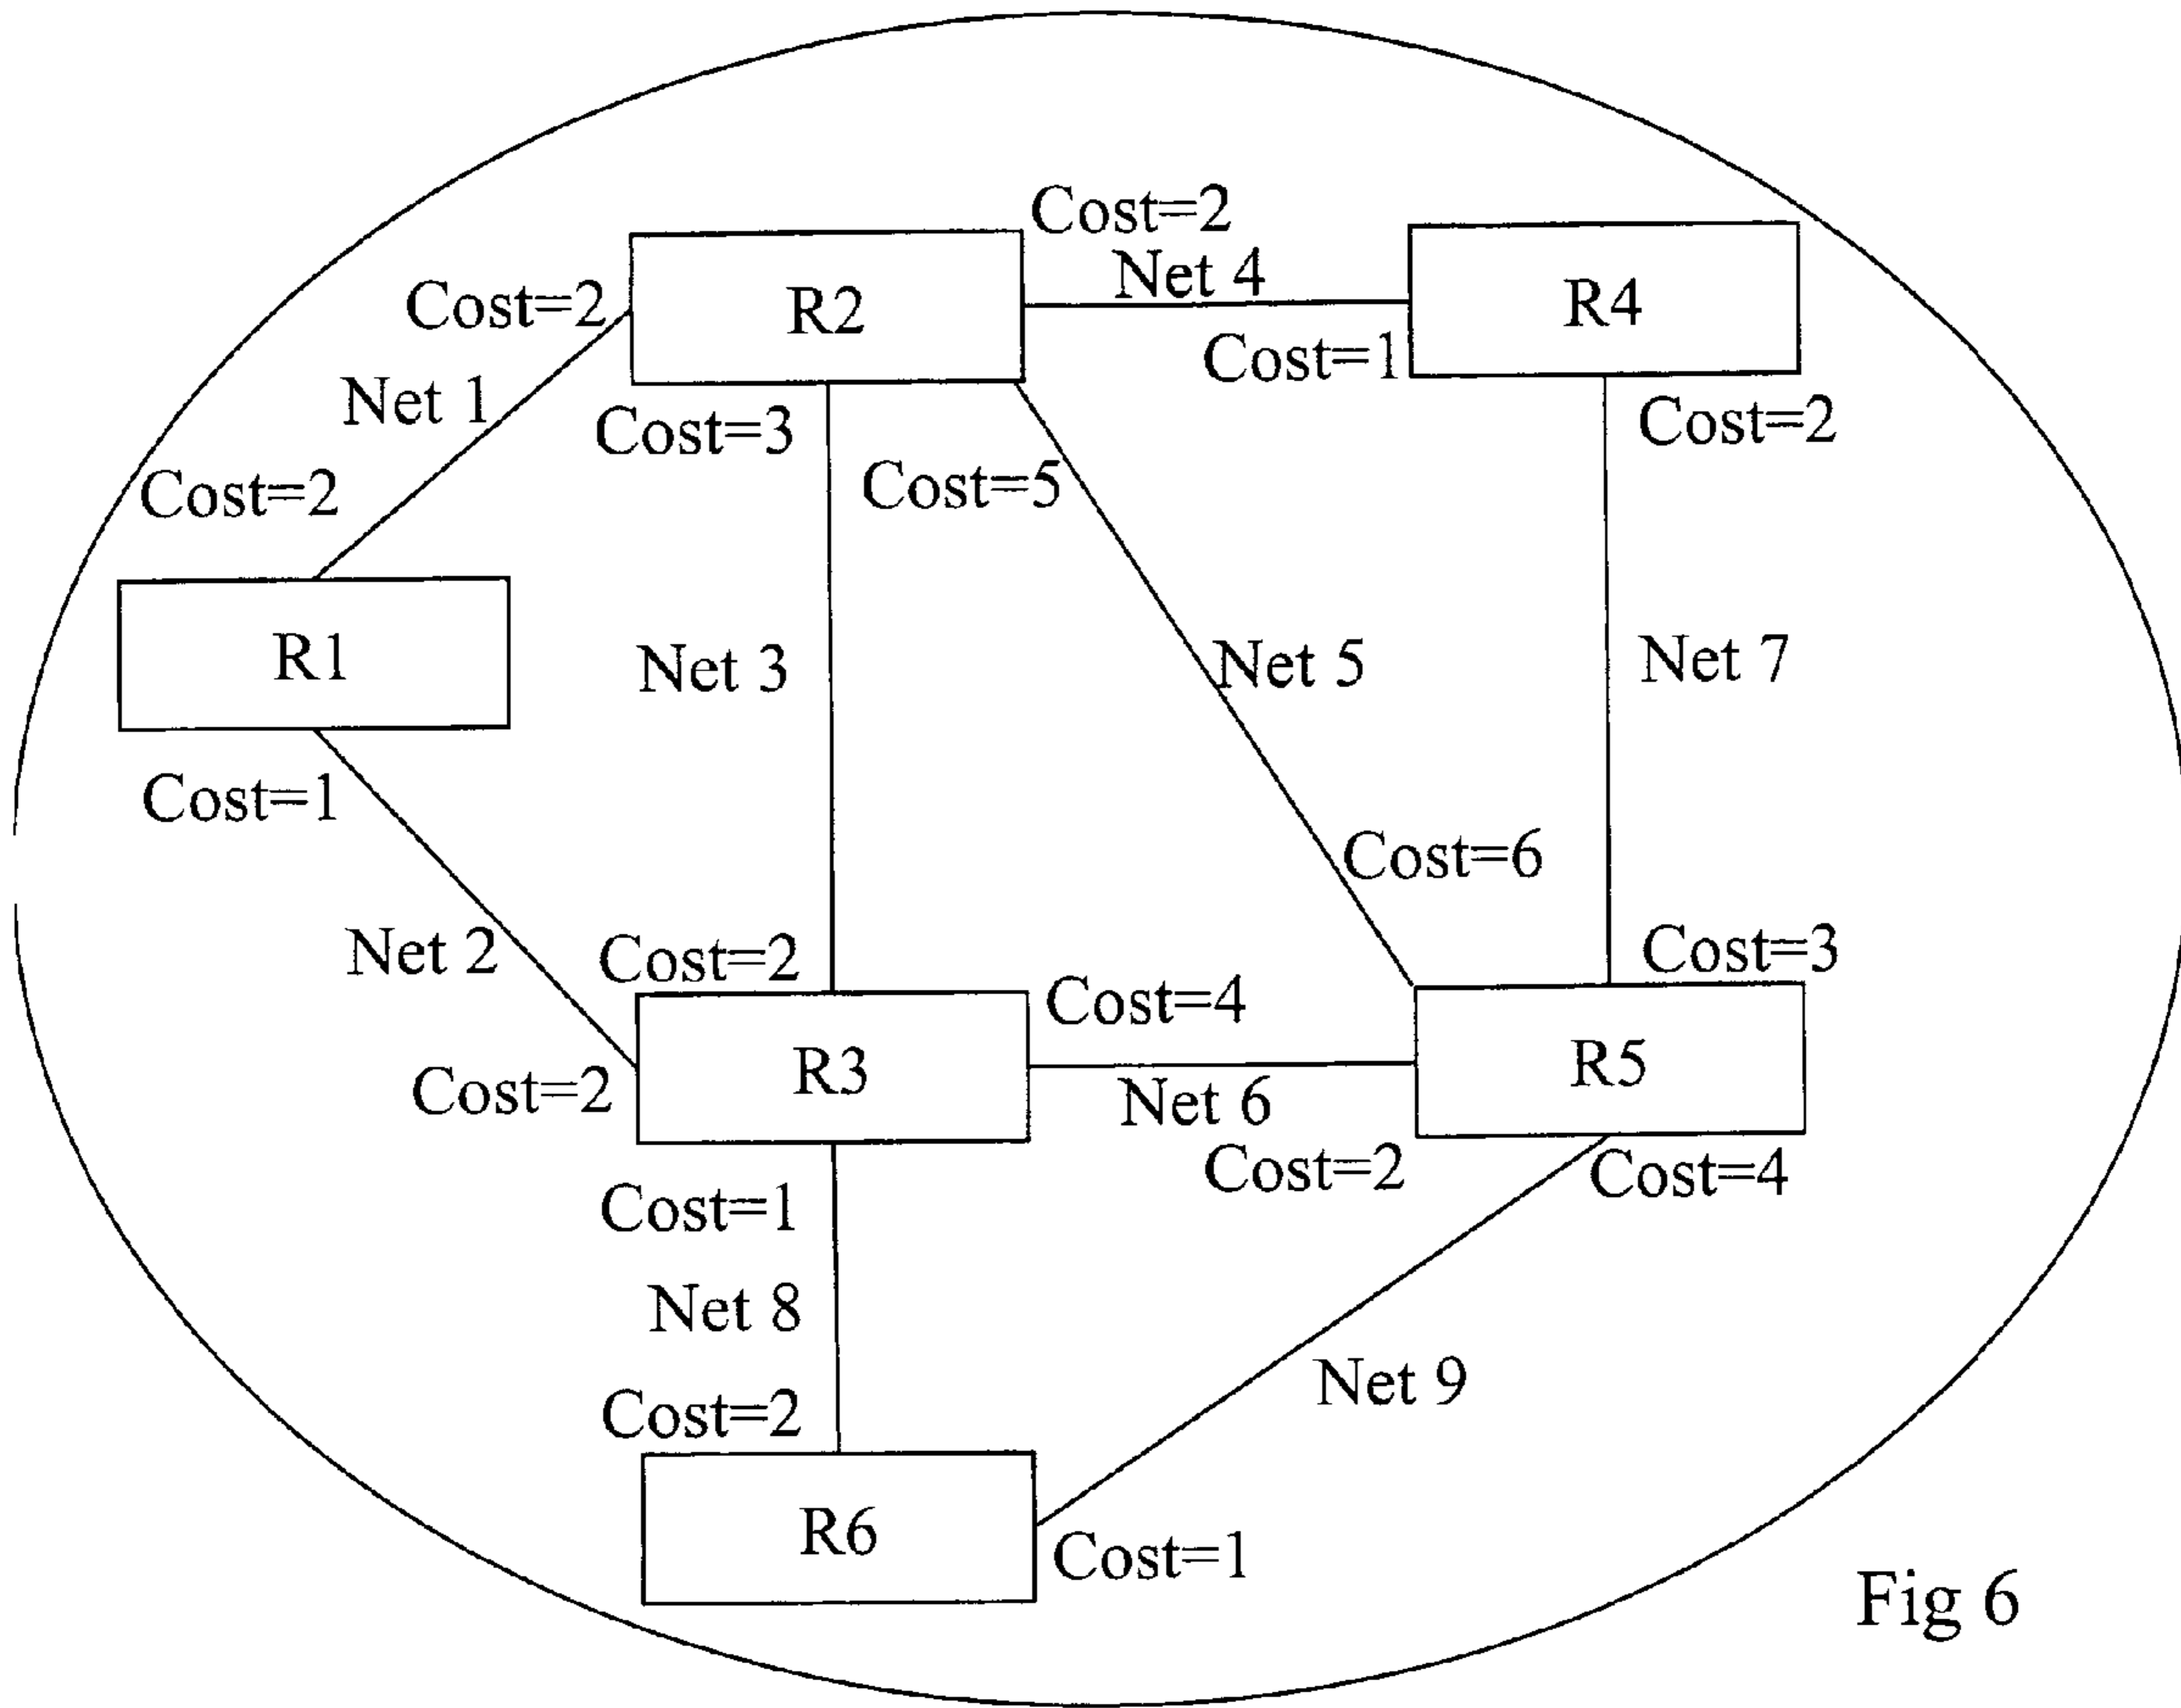 Cost=2
Net 4
R2
R4
Cost=2
Cost=1
Net 1
Cost=3
Cost=2
Cost=5
Cost=2
R1
Net 3
Net 5
Net 7
Cost=1
Cost=6
Net 2
Cost=2
Cost=4
Cost=3
R3
R5
Cost=2
Net 6
Cost=2
Cost=4
Cost=1
Net 8
Net 9
Cost=2
R6
Cost=1
Fig 6